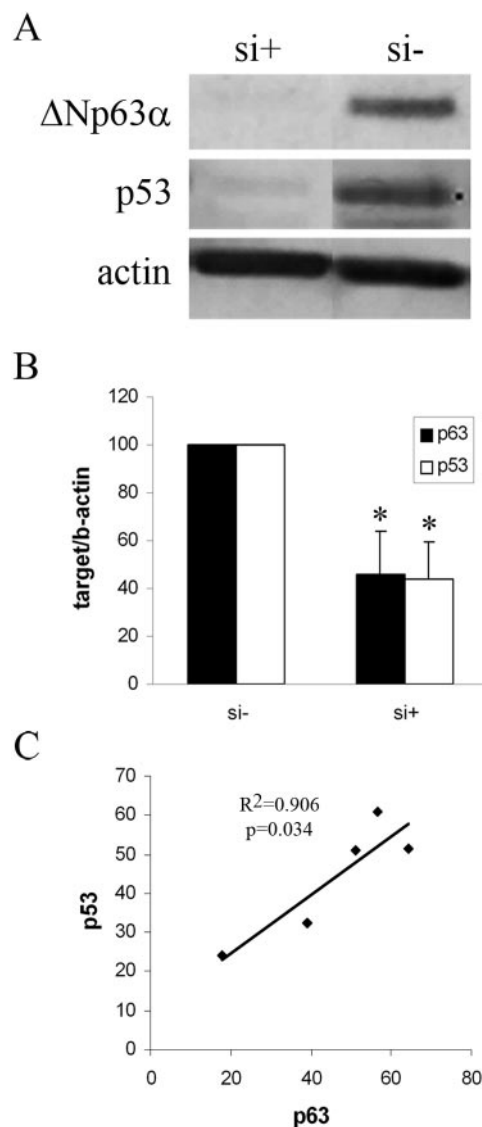 A
si+ si-
ΔNp63α
p53
actin
B
120
100
80
60
40
20
0
target/b-actin
p63
p53
* *
si- si+
C
70
60
50
40
30
20
10
0
p53
R2=0.906
p=0.034
0 20 40 60 80
p63